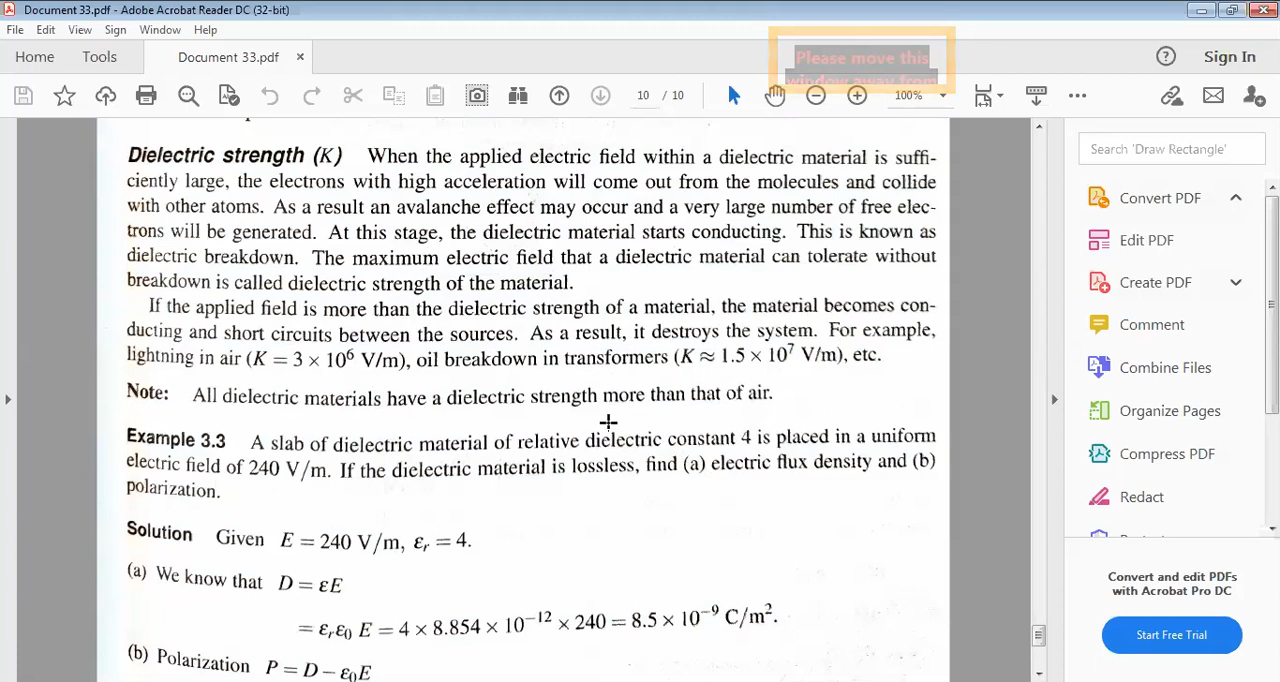 Document 33.pdf - Adobe Acrobat Reader DC (32-bit)
File Edit View Sign Window Help
Home Tools Document 33.pdf × Please move this Sign In
window away from
10 / 10 100%
Dielectric strength (K) When the applied electric field within a dielectric material is suffi-
ciently large, the electrons with high acceleration will come out from the molecules and collide
with other atoms. As a result an avalanche effect may occur and a very large number of free elec-
trons will be generated. At this stage, the dielectric material starts conducting. This is known as
dielectric breakdown. The maximum electric field that a dielectric material can tolerate without
breakdown is called dielectric strength of the material.
If the applied field is more than the dielectric strength of a material, the material becomes con-
ducting and short circuits between the sources. As a result, it destroys the system. For example,
lightning in air (K = 3 × 10⁶ V/m), oil breakdown in transformers (K ≈ 1.5 × 10⁷ V/m), etc.
Note: All dielectric materials have a dielectric strength more than that of air.
Example 3.3 A slab of dielectric material of relative dielectric constant 4 is placed in a uniform
electric field of 240 V/m. If the dielectric material is lossless, find (a) electric flux density and (b)
polarization.
Solution Given E = 240 V/m, εᵣ = 4.
(a) We know that D = εE
= εᵣε₀ E = 4 × 8.854 × 10⁻¹² × 240 = 8.5 × 10⁻⁹ C/m².
(b) Polarization P = D − ε₀E
Search 'Draw Rectangle'
Convert PDF
Edit PDF
Create PDF
Comment
Combine Files
Organize Pages
Compress PDF
Redact
Convert and edit PDFs
with Acrobat Pro DC
Start Free Trial